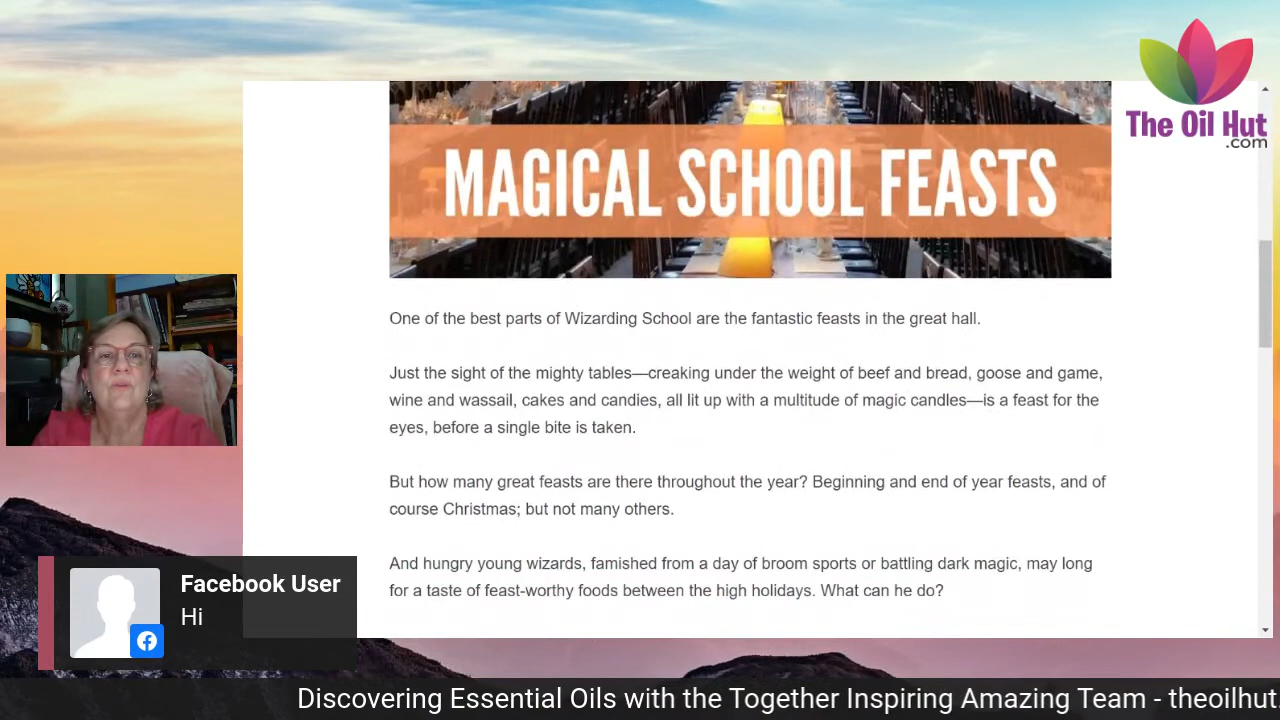 The Oil Hut
.com
MAGICAL SCHOOL FEASTS
One of the best parts of Wizarding School are the fantastic feasts in the great hall.
Just the sight of the mighty tables—creaking under the weight of beef and bread, goose and game,
wine and wassail, cakes and candies, all lit up with a multitude of magic candles—is a feast for the
eyes, before a single bite is taken.
But how many great feasts are there throughout the year? Beginning and end of year feasts, and of
course Christmas; but not many others.
And hungry young wizards, famished from a day of broom sports or battling dark magic, may long
for a taste of feast-worthy foods between the high holidays. What can he do?
Facebook User
Hi
Discovering Essential Oils with the Together Inspiring Amazing Team - theoilhut.